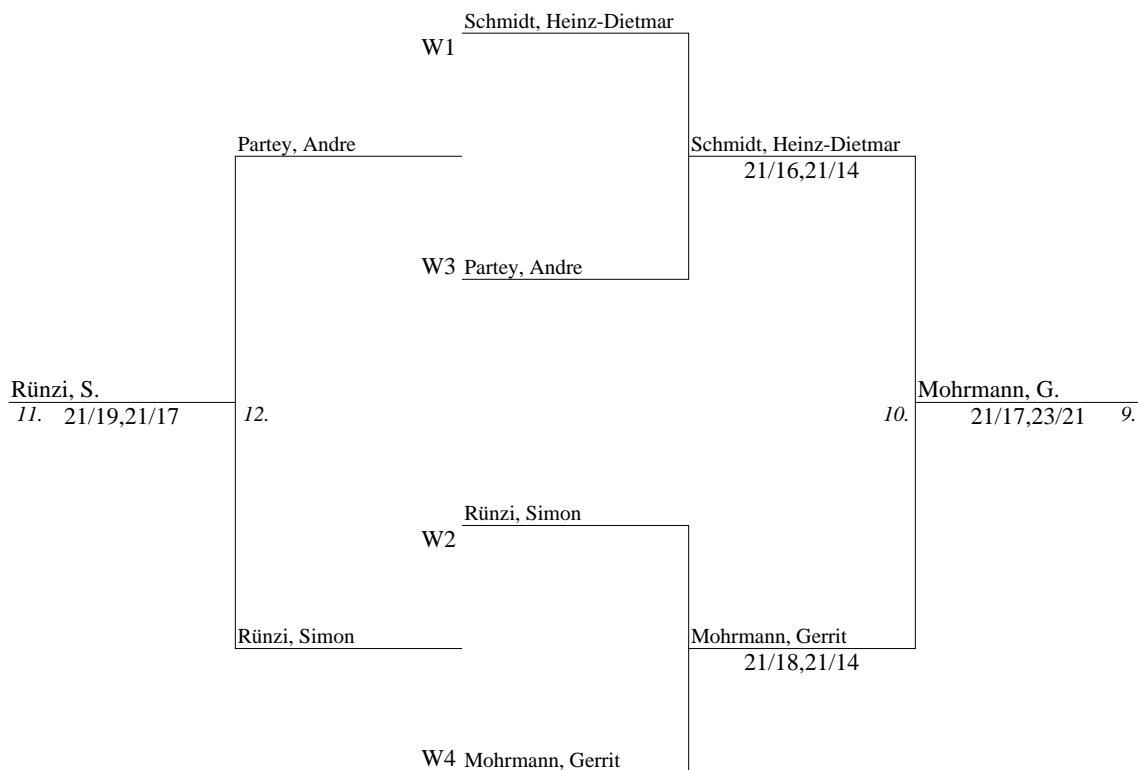 Schmidt, Heinz-Dietmar
W1
Partey, Andre
Schmidt, Heinz-Dietmar
21/16,21/14
W3 Partey, Andre
Rünzi, S.
11. 21/19,21/17
12.
Mohrmann, G.
10.
21/17,23/21 9.
Rünzi, Simon
W2
Rünzi, Simon
Mohrmann, Gerrit
21/18,21/14
W4 Mohrmann, Gerrit